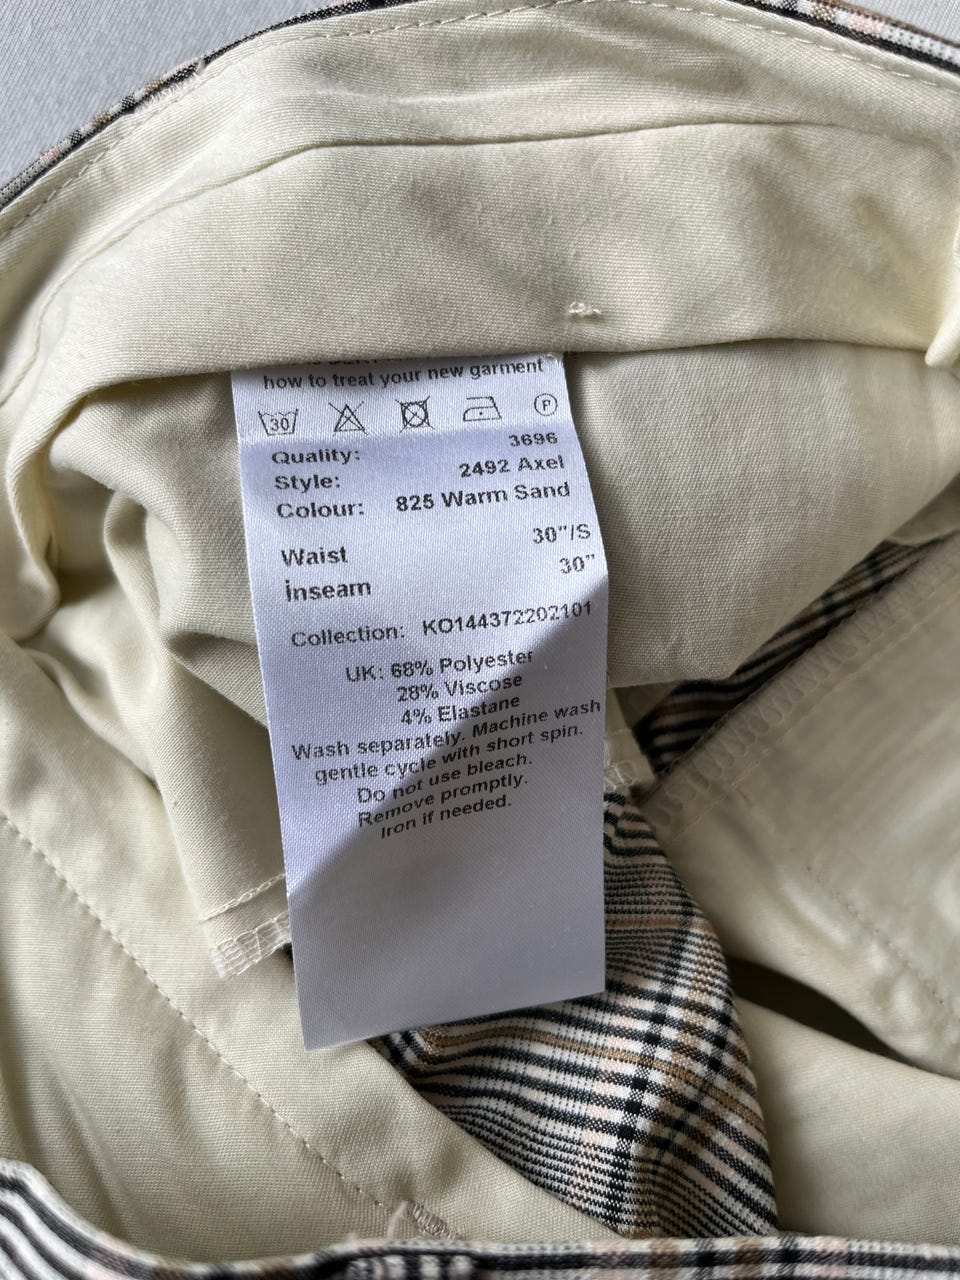 how to treat your new garment
30 P
Quality: 3696
Style: 2492 Axel
Colour: 825 Warm Sand
Waist 30"/S
inseam 30"
Collection: KO144372202101
UK: 68% Polyester
28% Viscose
4% Elastane
Wash separately. Machine wash
gentle cycle with short spin.
Do not use bleach.
Remove promptly.
Iron if needed.